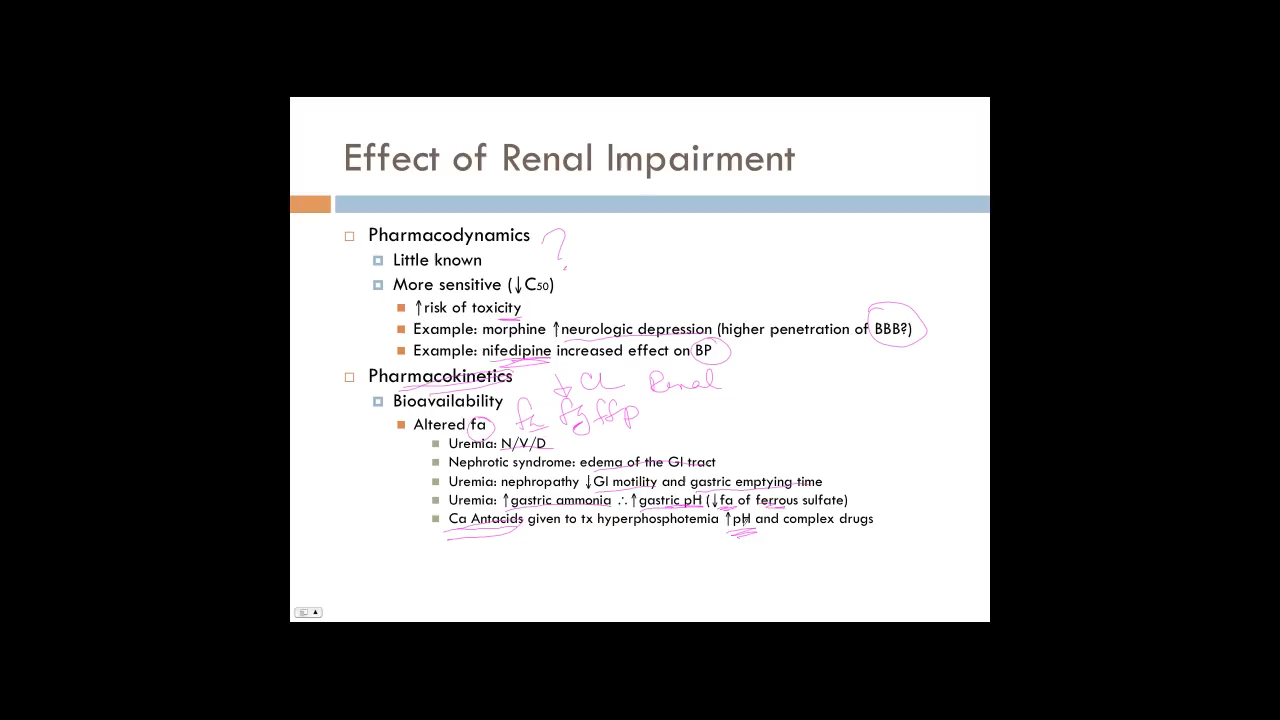 Effect of Renal Impairment
Pharmacodynamics ?
Little known
More sensitive (↓C50)
↑risk of toxicity
Example: morphine ↑neurologic depression (higher penetration of BBB?)
Example: nifedipine increased effect on BP
Pharmacokinetics
↓ CL Renal
Bioavailability
Altered fa
Uremia: N/V/D
Nephrotic syndrome: edema of the GI tract
Uremia: nephropathy ↓GI motility and gastric emptying time
Uremia: ↑gastric ammonia ∴↑gastric pH (↓fa of ferrous sulfate)
Ca Antacids given to tx hyperphosphotemia ↑pH and complex drugs